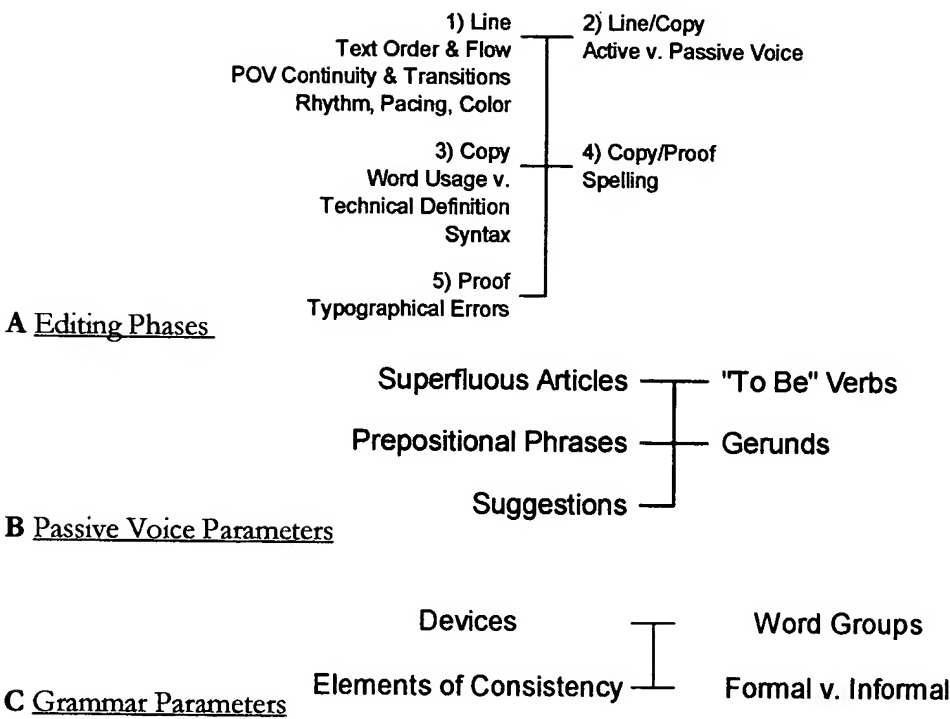 1) Line
Text Order & Flow
POV Continuity & Transitions
Rhythm, Pacing, Color
2) Line/Copy
Active v. Passive Voice
3) Copy
Word Usage v.
Technical Definition
Syntax
4) Copy/Proof
Spelling
5) Proof
Typographical Errors
A Editing Phases
Superfluous Articles
"To Be" Verbs
Prepositional Phrases
Gerunds
Suggestions
B Passive Voice Parameters
Devices
Word Groups
Elements of Consistency
Formal v. Informal
C Grammar Parameters